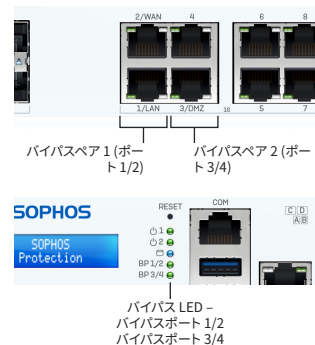 2/WAN 4 6 8
1/LAN 3/DMZ 10 5 7
バイパスペア 1 (ポー
ト 1/2)
バイパスペア 2 (ポー
ト 3/4)
SOPHOS
RESET
COM
C D
A B
SOPHOS
Protection
1
2
BP 1/2
BP 3/4
バイパス LED –
バイパスポート 1/2
バイパスポート 3/4